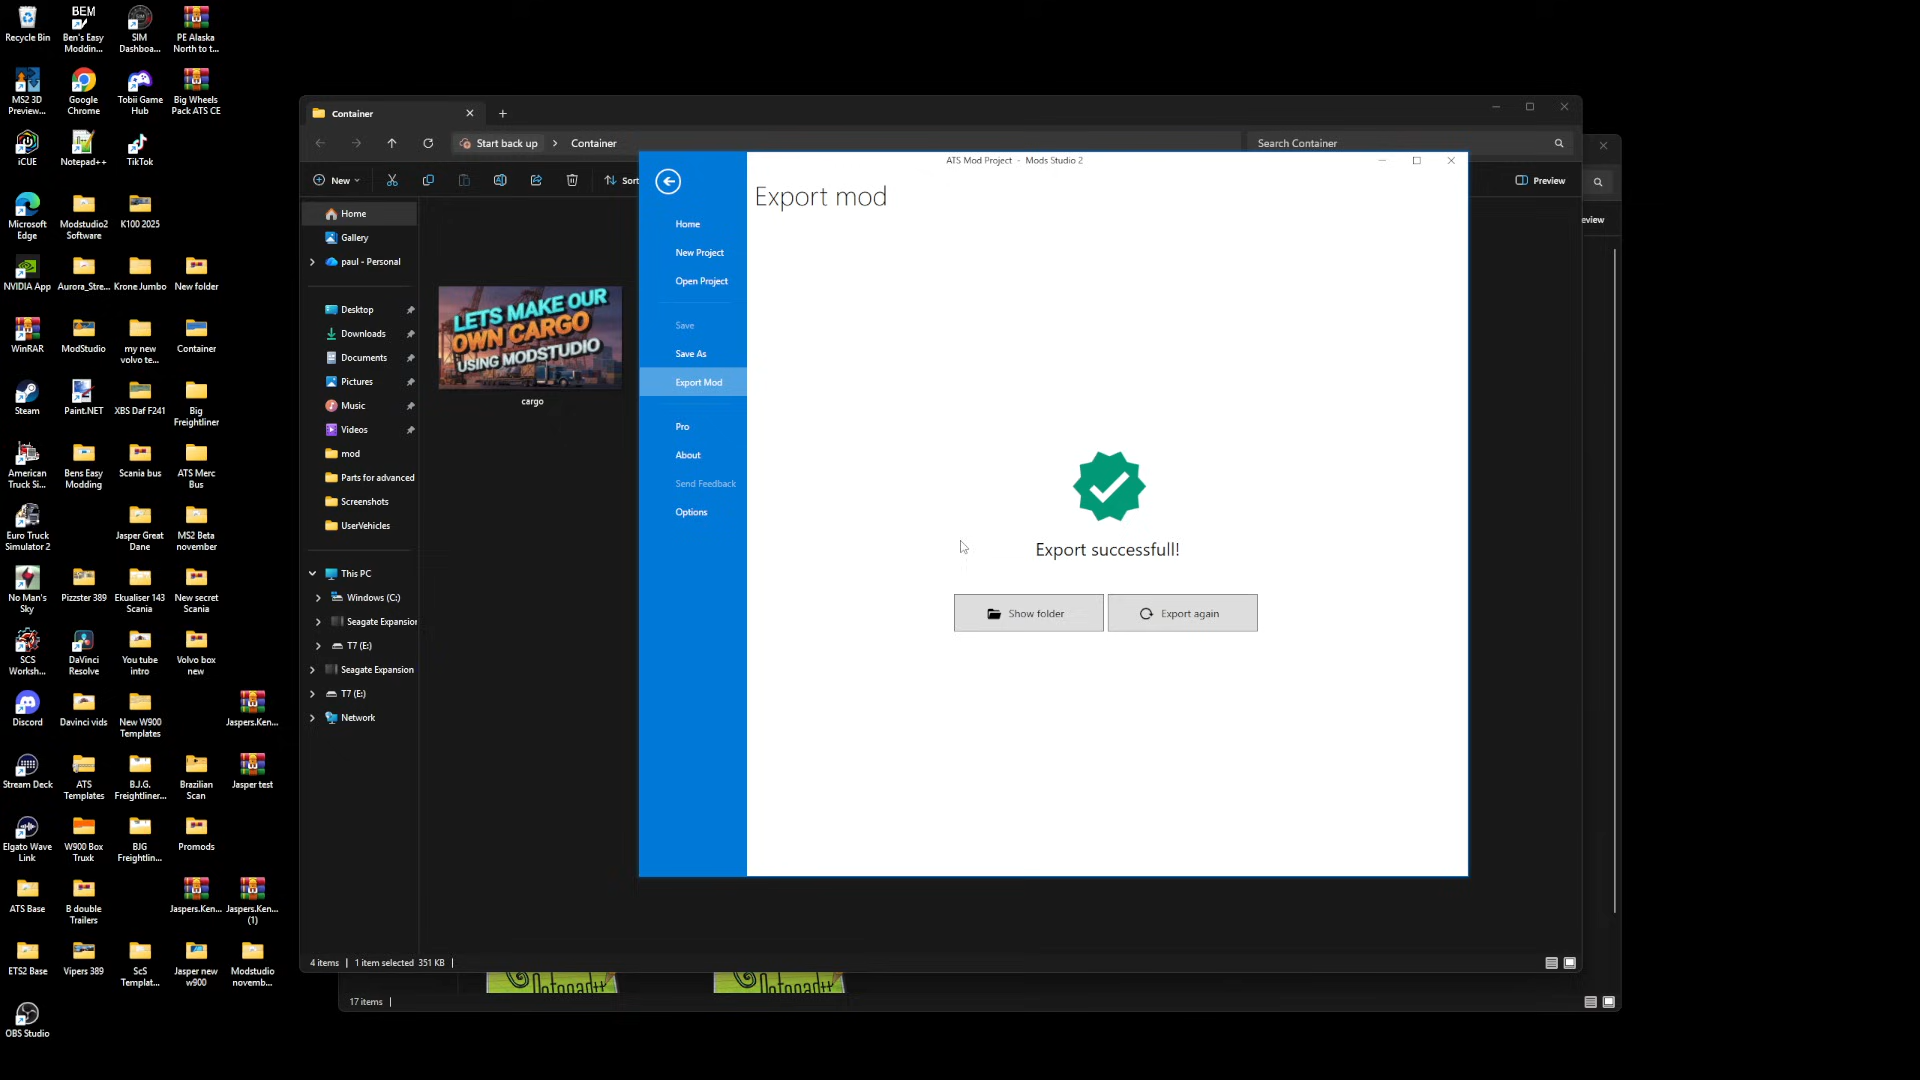 Recycle Bin
BEM
Ben's Easy
Moddin...
SIM
Dashboa...
PE Alaska
North to t...
MS2 3D
Preview...
Google
Chrome
Tobii Game
Hub
Big Wheels
Pack ATS CE
iCUE
Notepad++
TikTok
Microsoft
Edge
Modstudio2
Software
K100 2025
NVIDIA App
Aurora_Stre...
Krone Jumbo
New folder
WinRAR
ModStudio
my new
volvo te...
Container
Steam
Paint.NET
XBS Daf F241
Big
Freightliner
American
Truck Si...
Bens Easy
Modding
Scania bus
ATS Merc
Bus
Euro Truck
Simulator 2
Jasper Great
Dane
MS2 Beta
november
No Man's
Sky
Pizzster 389
Ekualiser 143
Scania
New secret
Scania
SCS
Worksh...
DaVinci
Resolve
You tube
intro
Volvo box
new
Discord
Davinci vids
New W900
Templates
Jaspers.Ken...
Stream Deck
ATS
Templates
B.J.G.
Freightliner...
Brazilian
Scan
Jasper test
Elgato Wave
Link
W900 Box
Truxk
BJG
Freightlin...
Promods
ATS Base
B double
Trailers
Jaspers.Ken...
Jaspers.Ken...
(1)
ETS2 Base
Vipers 389
ScS
Templat...
Jasper new
w900
Modstudio
novemb...
OBS Studio
Container
Start back up > Container
Search Container
New
Sort
Preview
eview
Home
Gallery
paul - Personal
Desktop
Downloads
Documents
Pictures
Music
Videos
mod
Parts for advanced
Screenshots
UserVehicles
This PC
Windows (C:)
Seagate Expansion
T7 (E:)
Seagate Expansion
T7 (E:)
Network
LETS MAKE OUR
OWN CARGO
USING MODSTUDIO
cargo
4 items
1 item selected 351 KB
17 items
Notepad++
Notepad++
ATS Mod Project - Mods Studio 2
Export mod
Home
New Project
Open Project
Save
Save As
Export Mod
Pro
About
Send Feedback
Options
Export successfull!
Show folder
Export again